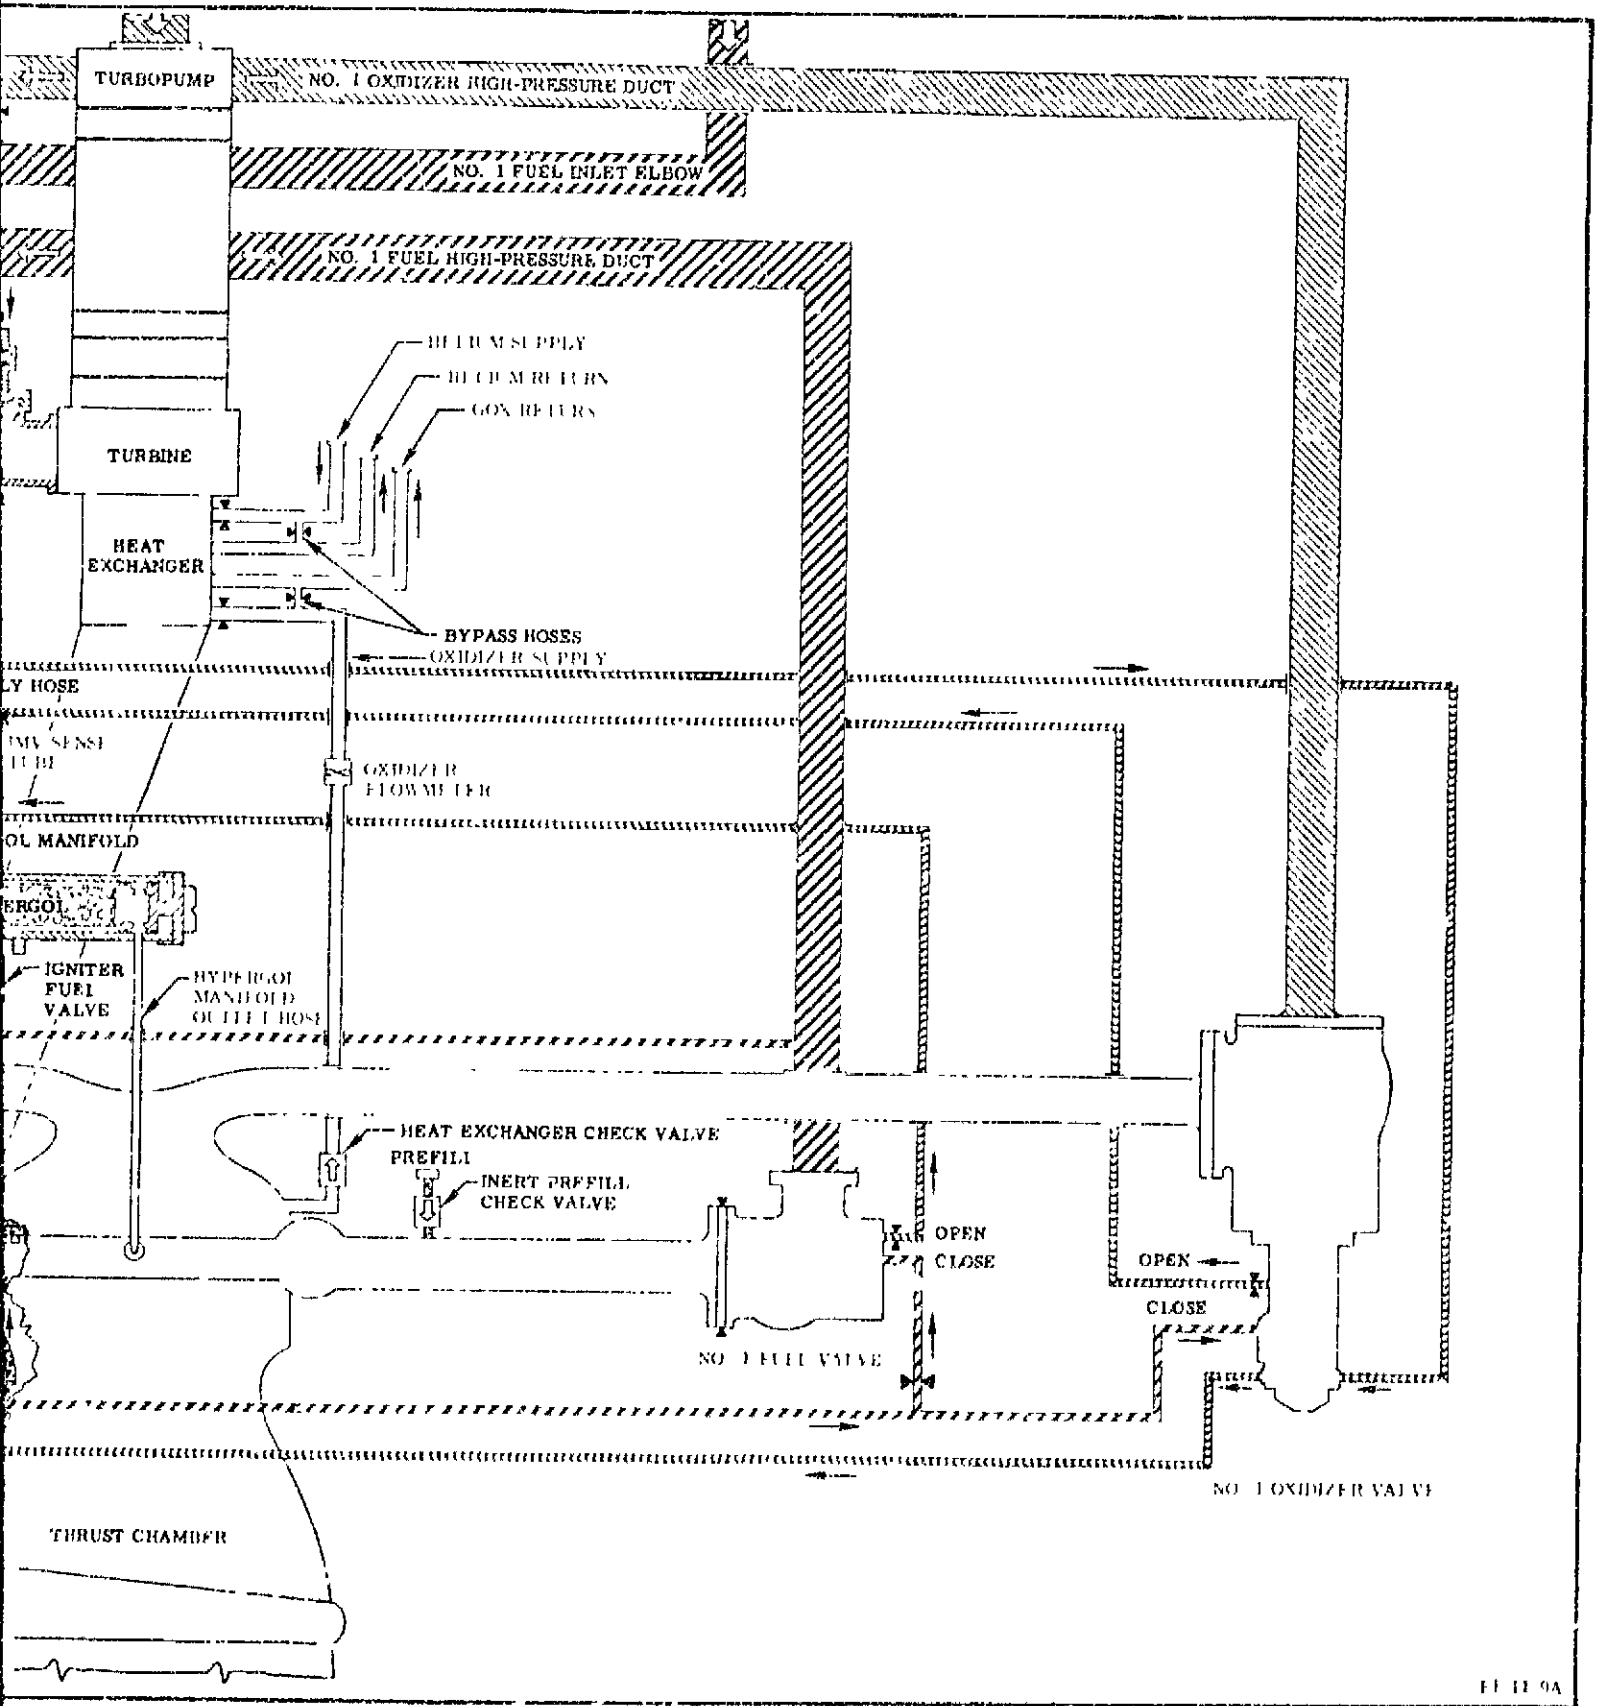 TURBOPUMP
NO. 1 OXIDIZER HIGH-PRESSURE DUCT
NO. 1 FUEL INLET ELBOW
NO. 1 FUEL HIGH-PRESSURE DUCT
HELIUM SUPPLY
HELIUM RETURN
GOX RETURN
TURBINE
HEAT
EXCHANGER
BYPASS HOSES
OXIDIZER SUPPLY
LY HOSE
IMV SENSE
TUBE
OXIDIZER
FLOWMETER
OL MANIFOLD
ERGOL
IGNITER
FUEL
VALVE
HYPERGOL
MANIFOLD
OUTLET HOSE
HEAT EXCHANGER CHECK VALVE
PREFILL
INERT PREFILL
CHECK VALVE
OPEN
CLOSE
OPEN
CLOSE
NO. 1 FUEL VALVE
NO. 1 OXIDIZER VALVE
THRUST CHAMBER